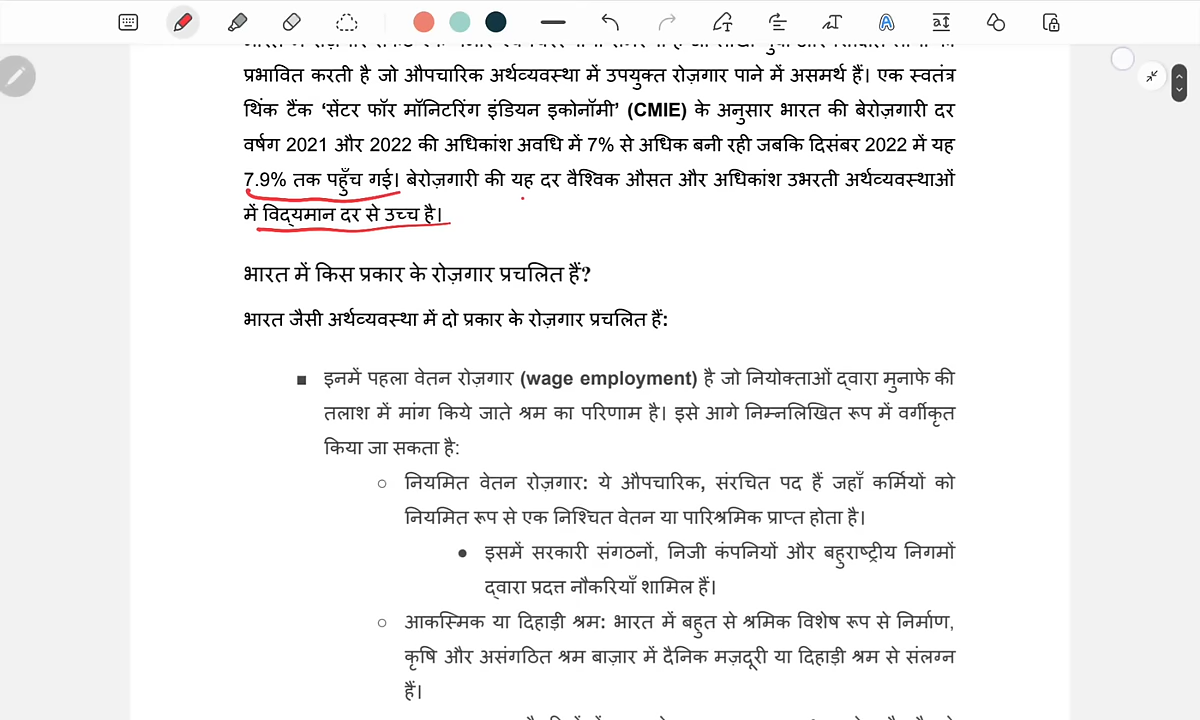 प्रभावित करती है जो औपचारिक अर्थव्यवस्था में उपयुक्त रोज़गार पाने में असमर्थ हैं। एक स्वतंत्र
थिंक टैंक ‘सेंटर फॉर मॉनिटरिंग इंडियन इकोनॉमी’ (CMIE) के अनुसार भारत की बेरोज़गारी दर
वर्षग 2021 और 2022 की अधिकांश अवधि में 7% से अधिक बनी रही जबकि दिसंबर 2022 में यह
7.9% तक पहुँच गई। बेरोज़गारी की यह दर वैश्विक औसत और अधिकांश उभरती अर्थव्यवस्थाओं
में विद्यमान दर से उच्च है।
भारत में किस प्रकार के रोज़गार प्रचलित हैं?
भारत जैसी अर्थव्यवस्था में दो प्रकार के रोज़गार प्रचलित हैं:
इनमें पहला वेतन रोज़गार (wage employment) है जो नियोक्ताओं द्वारा मुनाफे की
तलाश में मांग किये जाते श्रम का परिणाम है। इसे आगे निम्नलिखित रूप में वर्गीकृत
किया जा सकता है:
नियमित वेतन रोज़गार: ये औपचारिक, संरचित पद हैं जहाँ कर्मियों को
नियमित रूप से एक निश्चित वेतन या पारिश्रमिक प्राप्त होता है।
इसमें सरकारी संगठनों, निजी कंपनियों और बहुराष्ट्रीय निगमों
द्वारा प्रदत्त नौकरियाँ शामिल हैं।
आकस्मिक या दिहाड़ी श्रम: भारत में बहुत से श्रमिक विशेष रूप से निर्माण,
कृषि और असंगठित श्रम बाज़ार में दैनिक मज़दूरी या दिहाड़ी श्रम से संलग्न
हैं।